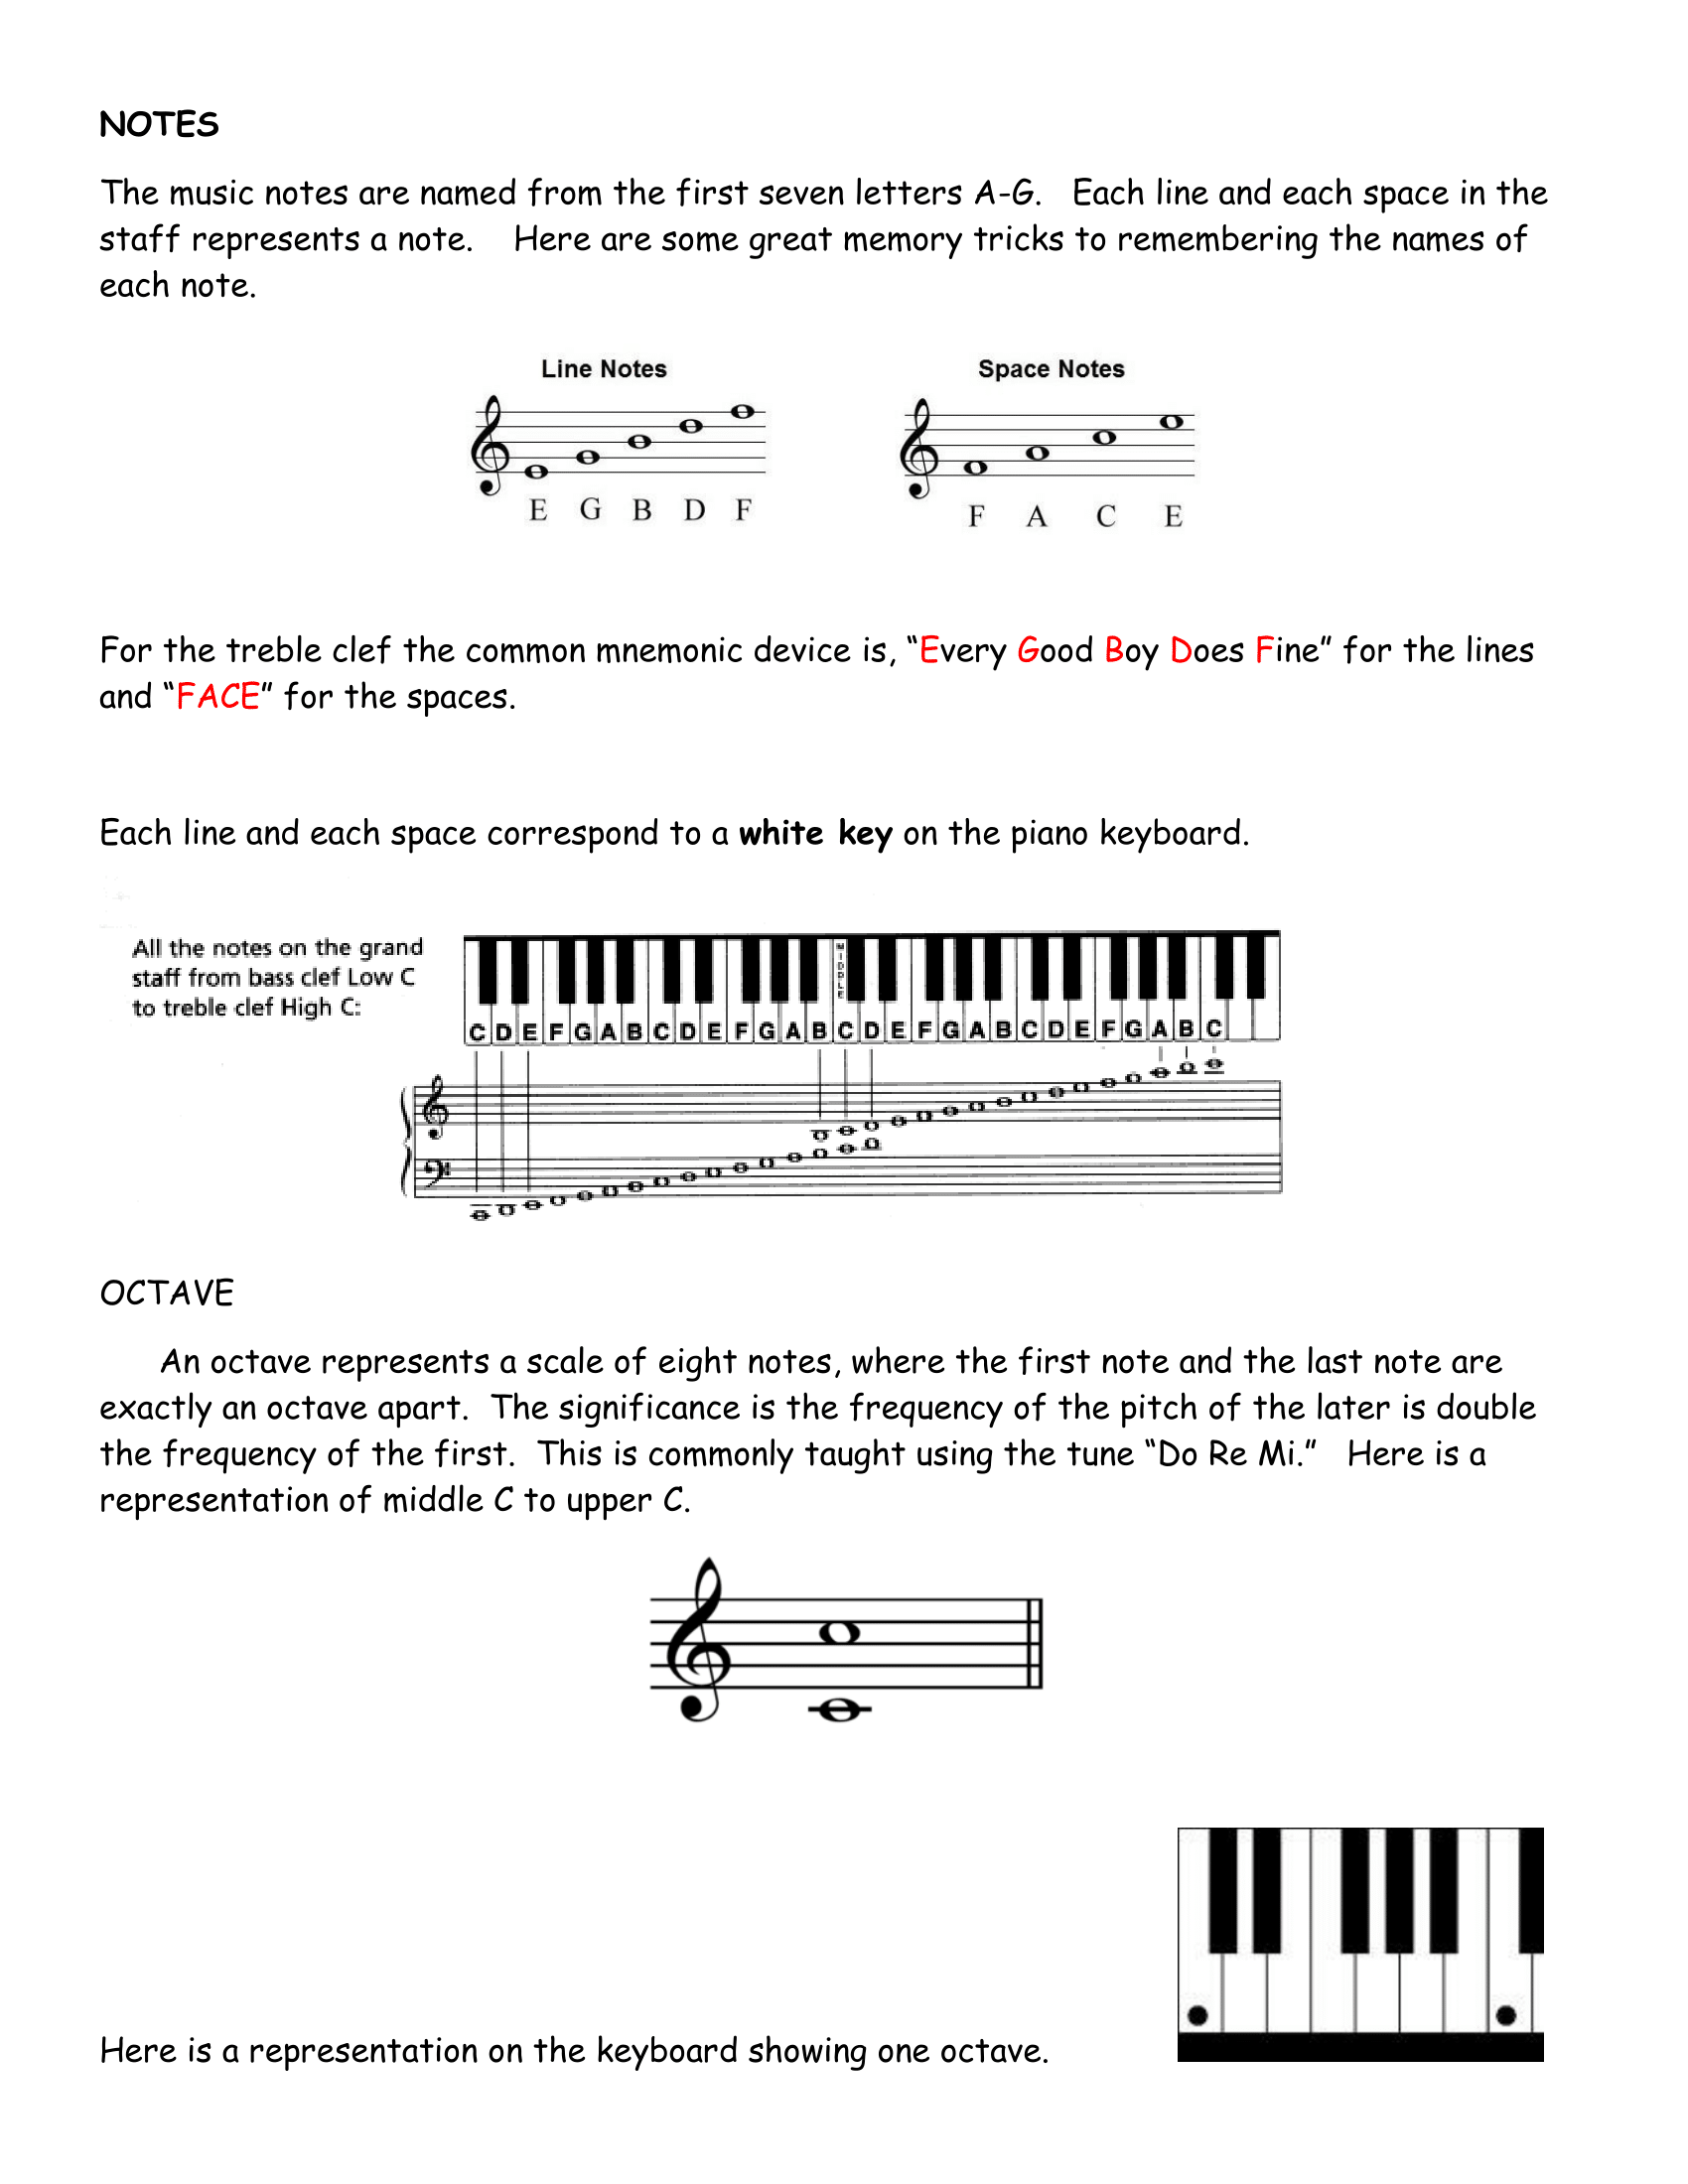 NOTES
The music notes are named from the first seven letters A-G. Each line and each space in the
staff represents a note. Here are some great memory tricks to remembering the names of
each note.
Line Notes
E G B D F
Space Notes
F A C E
For the treble clef the common mnemonic device is, “Every Good Boy Does Fine” for the lines
and “FACE” for the spaces.
Each line and each space correspond to a white key on the piano keyboard.
All the notes on the grand
staff from bass clef Low C
to treble clef High C:
MIDDLE
C D E F G A B C D E F G A B C D E F G A B C D E F G A B C
OCTAVE
An octave represents a scale of eight notes, where the first note and the last note are
exactly an octave apart. The significance is the frequency of the pitch of the later is double
the frequency of the first. This is commonly taught using the tune “Do Re Mi.” Here is a
representation of middle C to upper C.
Here is a representation on the keyboard showing one octave.